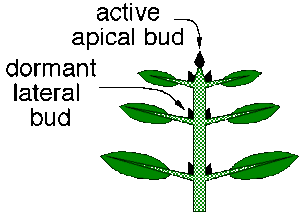 active
apical bud
dormant
lateral
bud